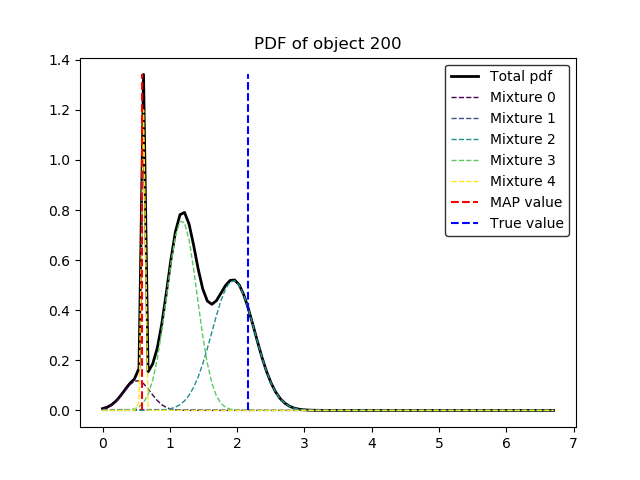 PDF of object 200
1.4
1.2
1.0
0.8
0.6
0.4
0.2
0.0
0 1 2 3 4 5 6 7
Total pdf
Mixture 0
Mixture 1
Mixture 2
Mixture 3
Mixture 4
MAP value
True value